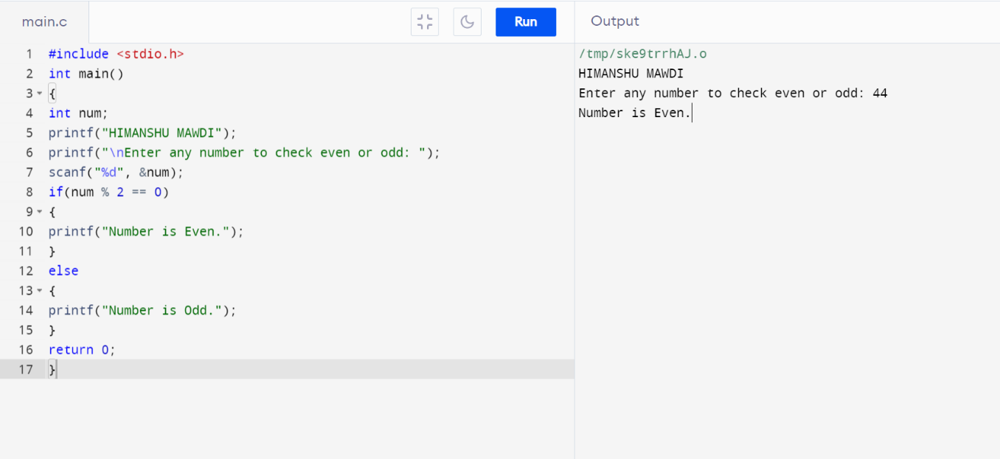 main.c
Run
Output
1 #include <stdio.h>
2 int main()
3 {
4 int num;
5 printf("HIMANSHU MAWDI");
6 printf("\nEnter any number to check even or odd: ");
7 scanf("%d", &num);
8 if(num % 2 == 0)
9 {
10 printf("Number is Even.");
11 }
12 else
13 {
14 printf("Number is Odd.");
15 }
16 return 0;
17 }
/tmp/ske9trrhAJ.o
HIMANSHU MAWDI
Enter any number to check even or odd: 44
Number is Even.